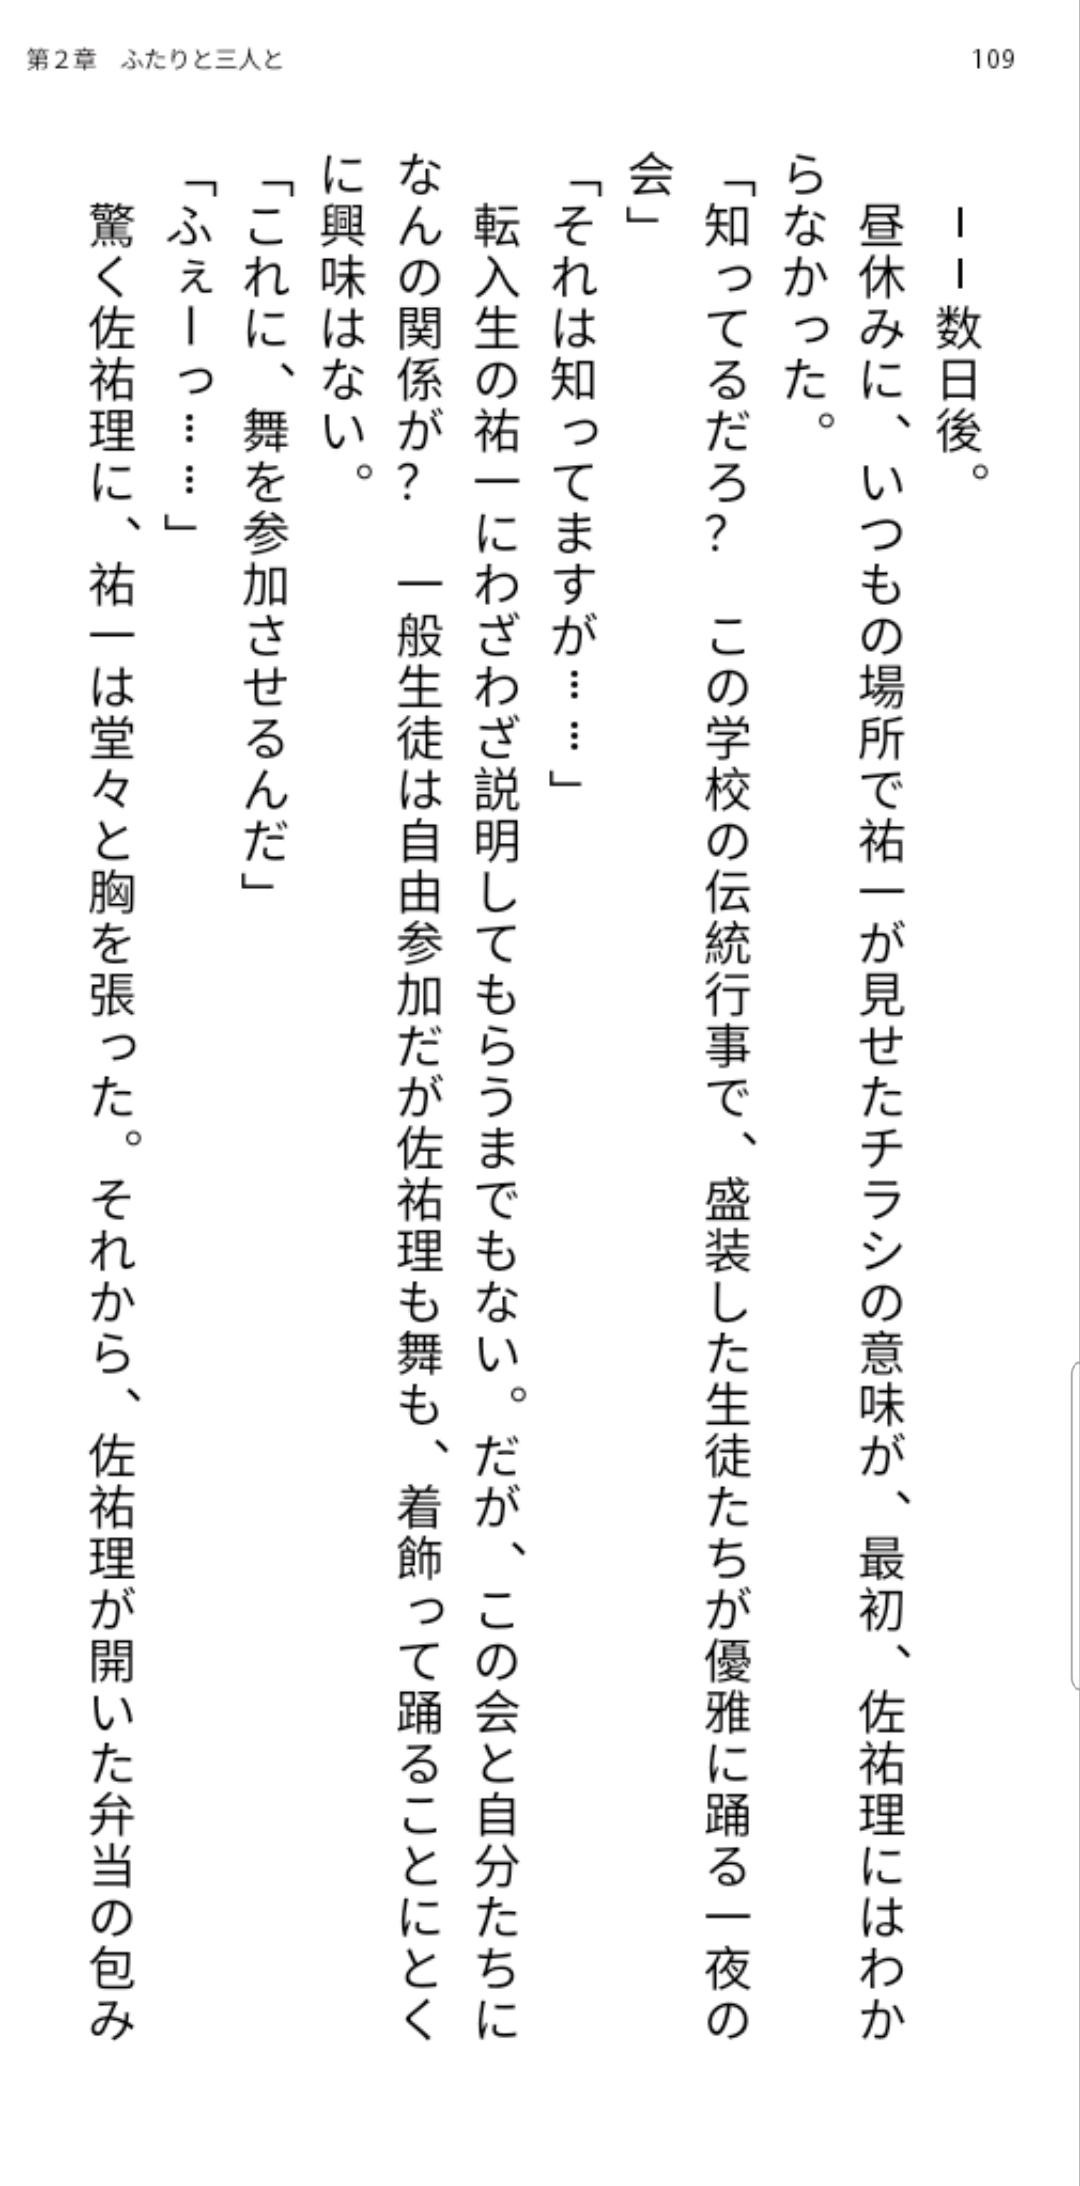 第２章　ふたりと三人と
109
　ーー数日後。
　昼休みに、いつもの場所で祐一が見せたチラシの意味が、最初、佐祐理にはわか
らなかった。
「知ってるだろ？　この学校の伝統行事で、盛装した生徒たちが優雅に踊る一夜の
会」
「それは知ってますが……」
　転入生の祐一にわざわざ説明してもらうまでもない。だが、この会と自分たちに
なんの関係が？　一般生徒は自由参加だが佐祐理も舞も、着飾って踊ることにとく
に興味はない。
「これに、舞を参加させるんだ」
「ふぇーっ……」
　驚く佐祐理に、祐一は堂々と胸を張った。それから、佐祐理が開いた弁当の包み